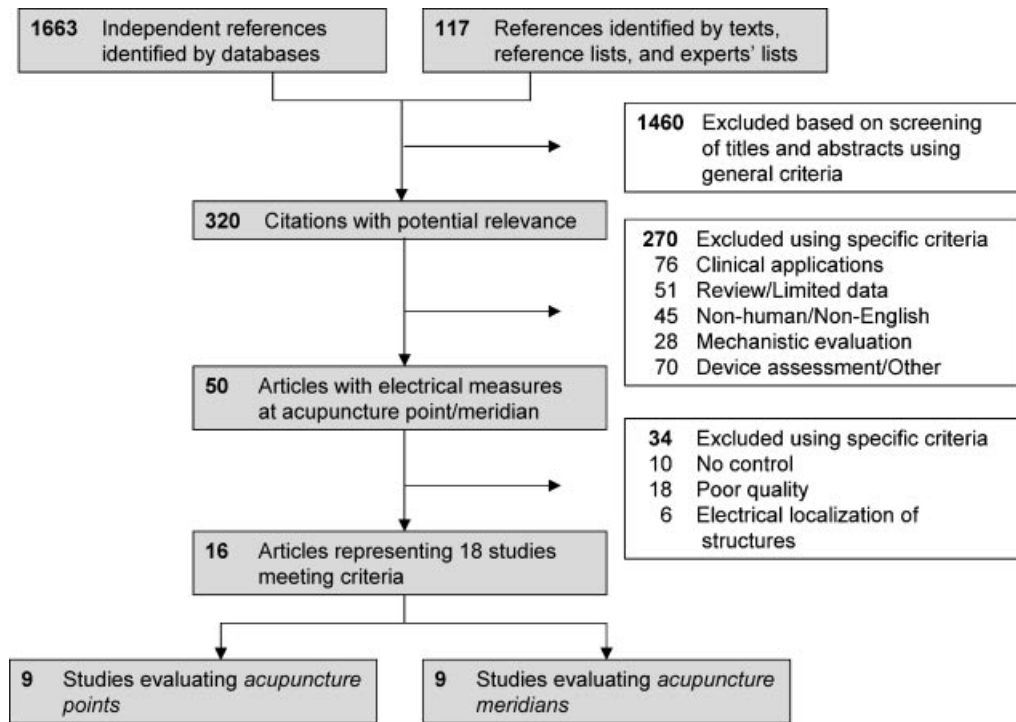 1663 Independent references
identified by databases
117 References identified by texts,
reference lists, and experts' lists
1460 Excluded based on screening
of titles and abstracts using
general criteria
320 Citations with potential relevance
270 Excluded using specific criteria
76 Clinical applications
51 Review/Limited data
45 Non-human/Non-English
28 Mechanistic evaluation
70 Device assessment/Other
50 Articles with electrical measures
at acupuncture point/meridian
34 Excluded using specific criteria
10 No control
18 Poor quality
6 Electrical localization of
structures
16 Articles representing 18 studies
meeting criteria
9 Studies evaluating acupuncture
points
9 Studies evaluating acupuncture
meridians